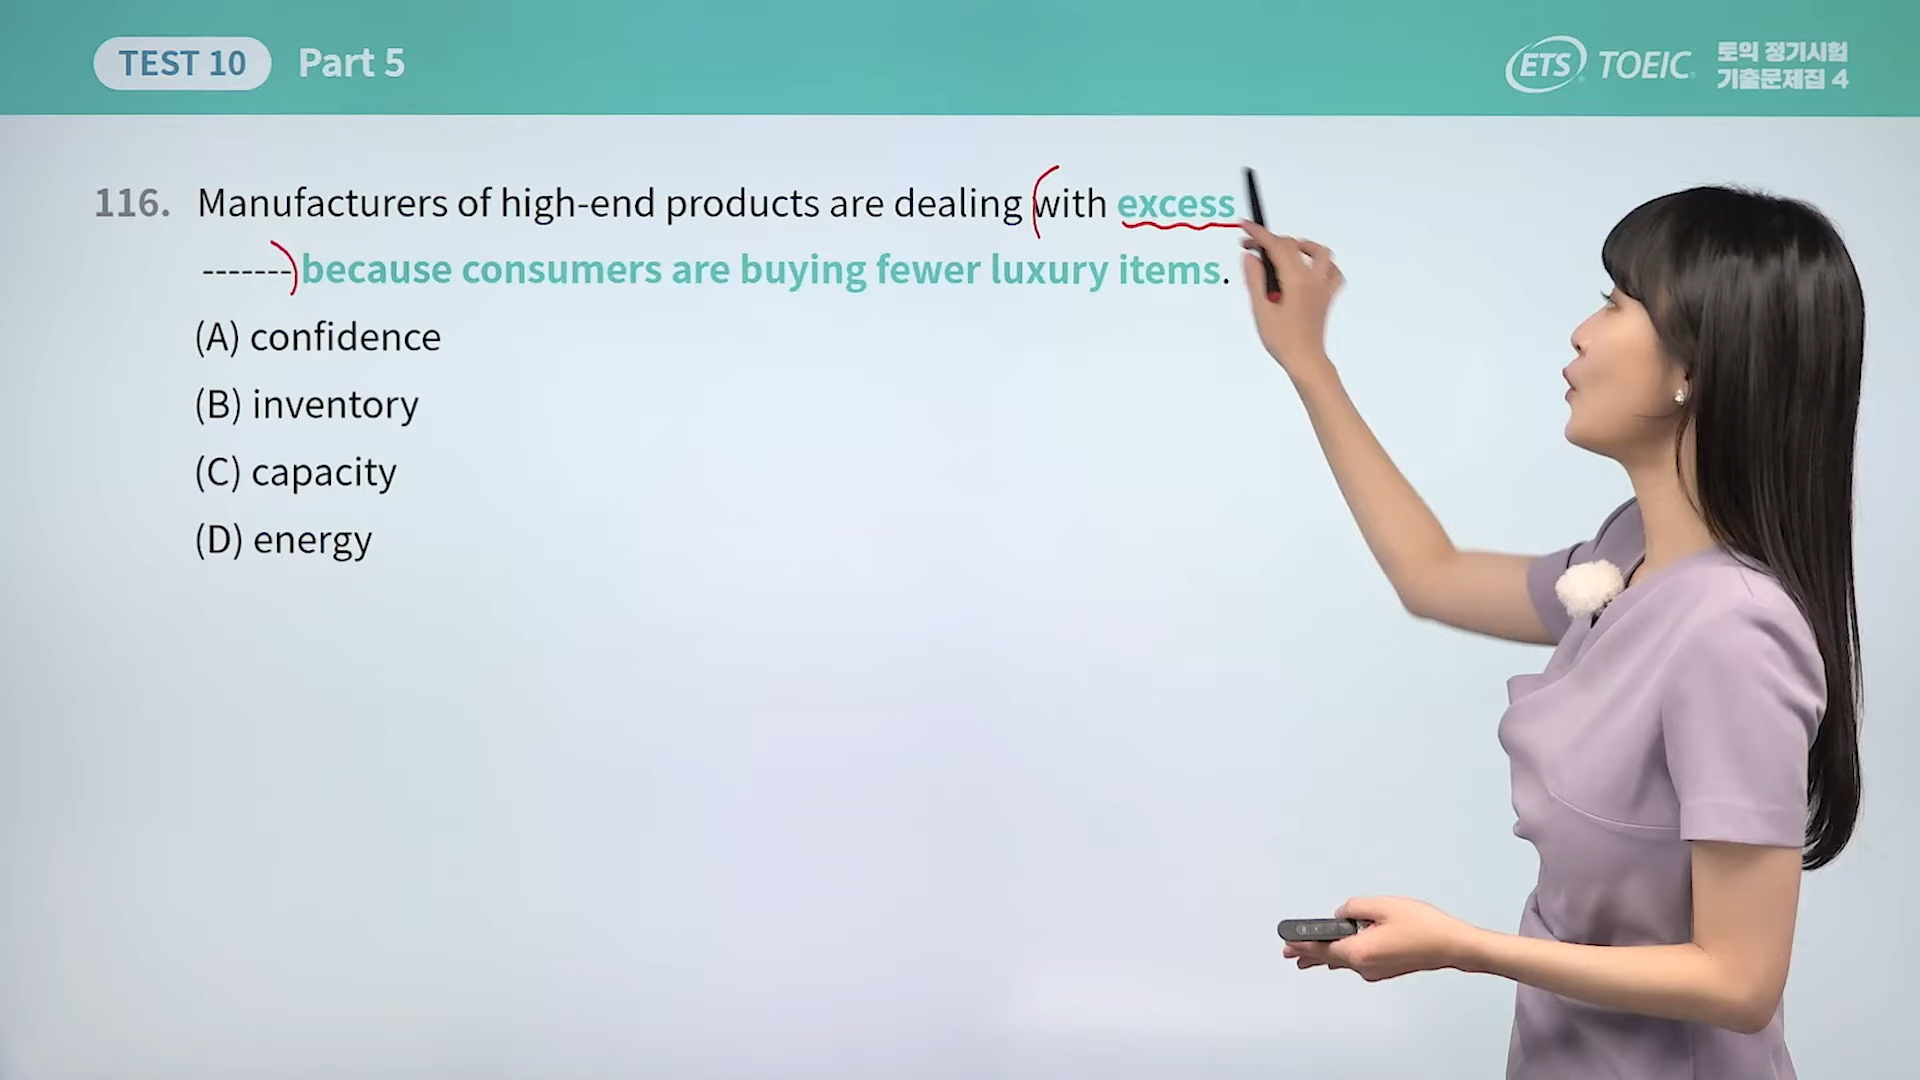 TEST 10 Part 5
ETS TOEIC 토익 정기시험
기출문제집 4
116. Manufacturers of high-end products are dealing with excess
------- because consumers are buying fewer luxury items.
(A) confidence
(B) inventory
(C) capacity
(D) energy